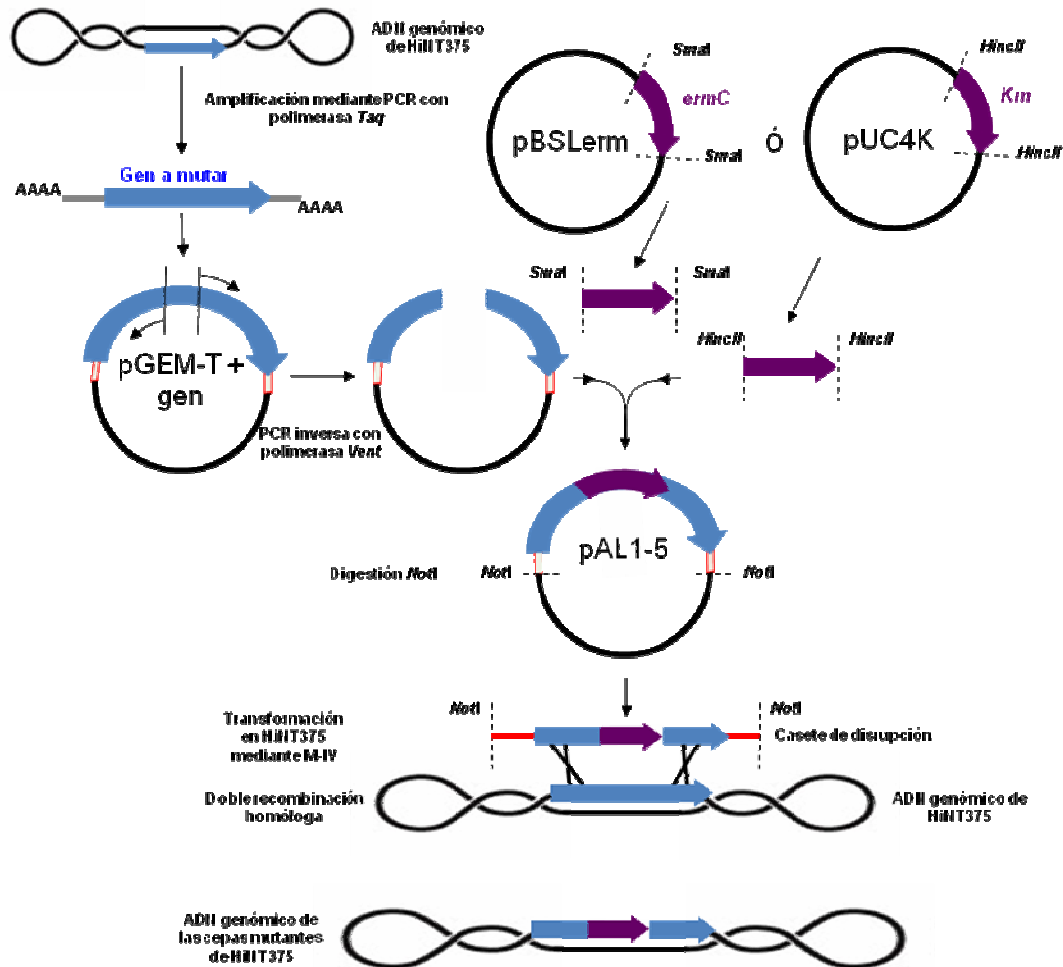 ADN genómico
de HiNT375
Amplificación mediante PCR con
polimerasa Taq
Gen a mutar
AAAA
AAAA
SmaI
ermC
pBSLerm
SmaI
ó
HincII
Km
pUC4K
HincII
SmaI
SmaI
HincII
HincII
pGEM-T +
gen
PCR inversa con
polimerasa Vent
pAL1-5
Digestión NotI
NotI
NotI
NotI
NotI
Transformación
en HiNT375
mediante M-IV
Casete de disrupción
Doble recombinación
homóloga
ADN genómico de
HiNT375
ADN genómico de
las cepas mutantes
de HiNT375